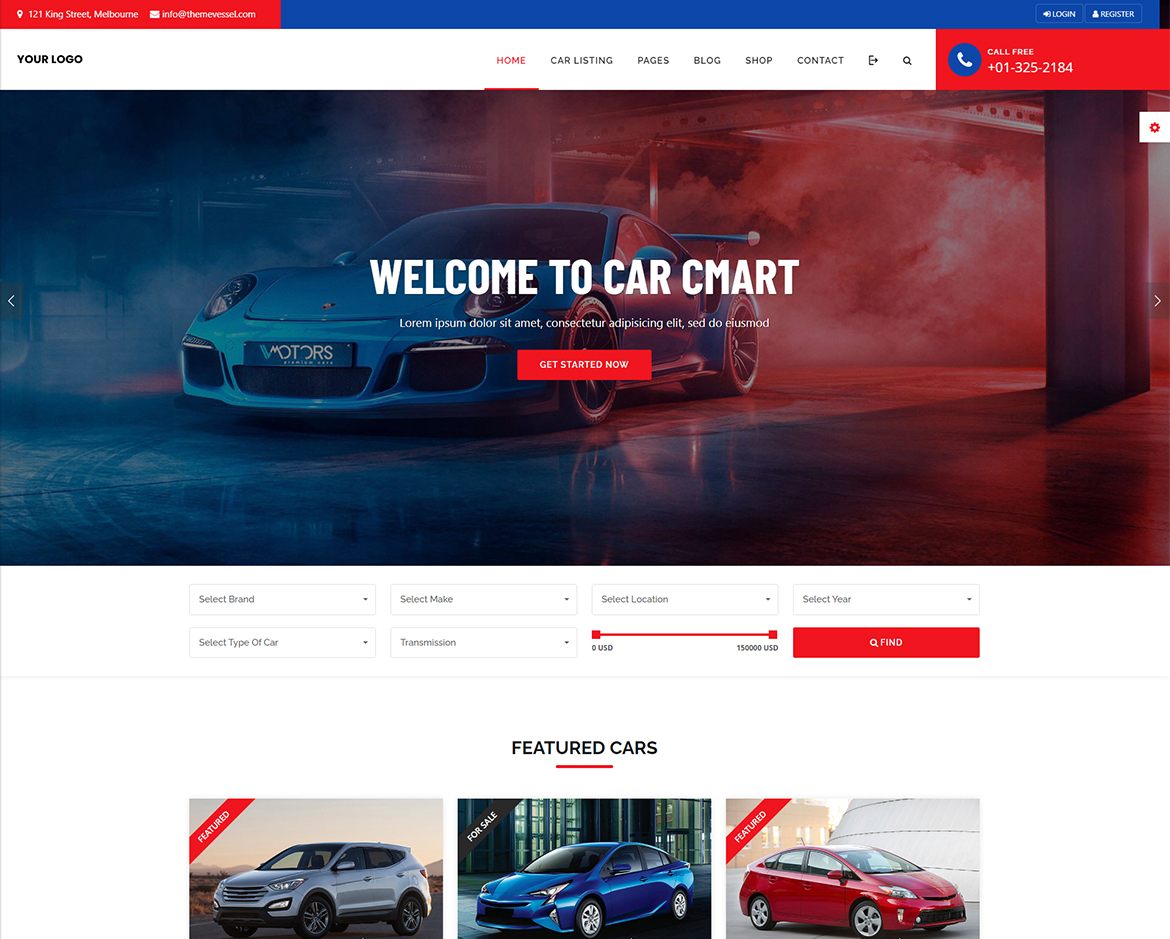 121 King Street, Melbourne info@themevessel.com LOGIN REGISTER
YOUR LOGO HOME CAR LISTING PAGES BLOG SHOP CONTACT
CALL FREE
+01-325-2184
WELCOME TO CAR CMART
Lorem ipsum dolor sit amet, consectetur adipisicing elit, sed do eiusmod
VMOTORS
premium cars
GET STARTED NOW
Select Brand Select Make Select Location Select Year
Select Type Of Car Transmission
0 USD 150000 USD
FIND
FEATURED CARS
FEATURED
FOR SALE
FEATURED